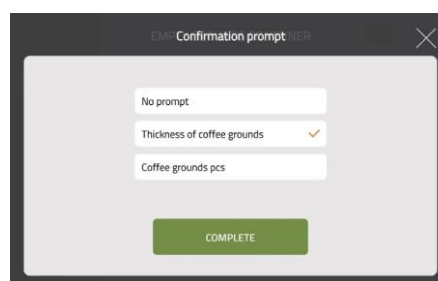 Confirmation prompt
No prompt
Thickness of coffee grounds
Coffee grounds pcs
COMPLETE